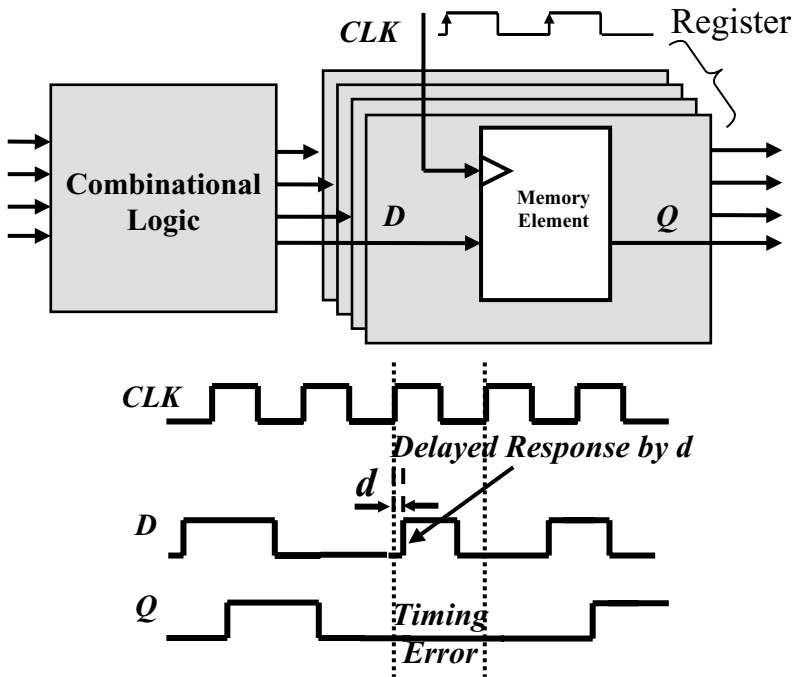 CLK
Register
Combinational
Logic
Memory
Element
D
Q
CLK
Delayed Response by d
d
D
Q
Timing
Error